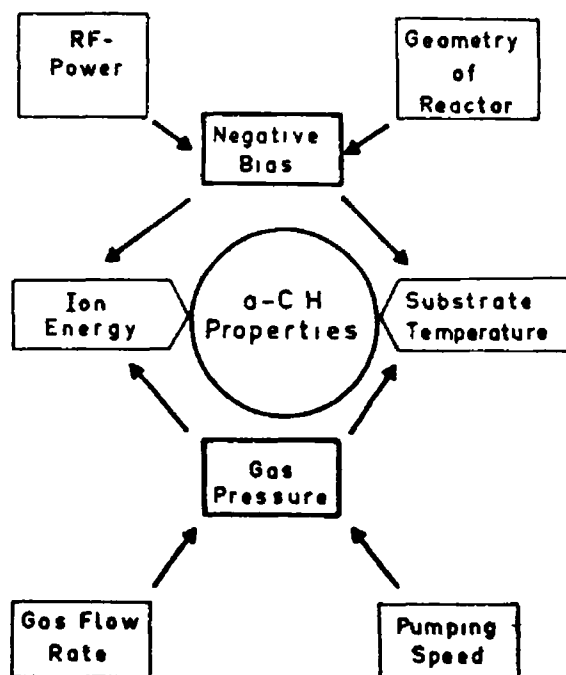 RF-
Power
Geometry
of
Reactor
Negative
Bias
Ion
Energy
a-C H
Properties
Substrate
Temperature
Gas
Pressure
Gas Flow
Rate
Pumping
Speed